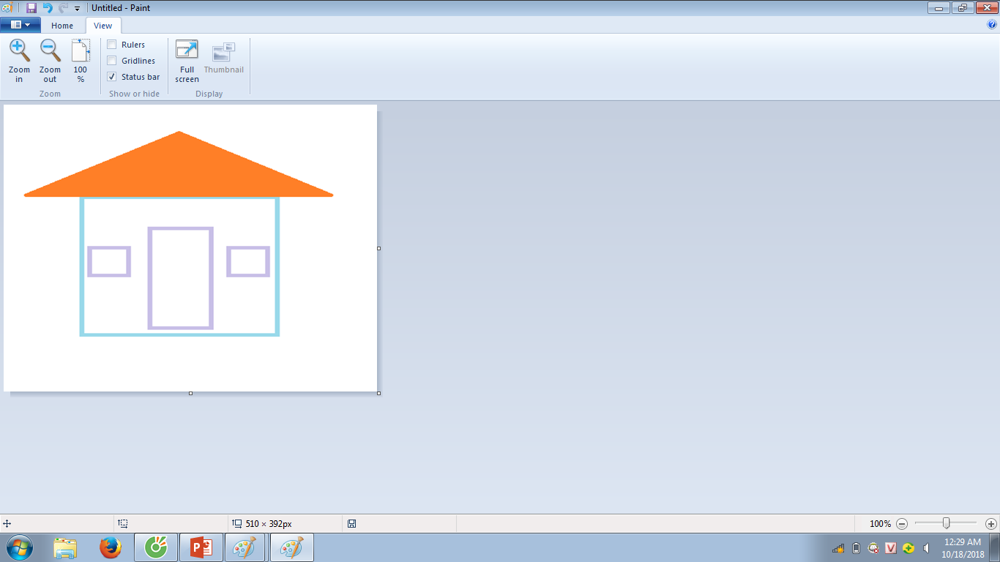 Untitled - Paint
Home View
Zoom in
Zoom out
100 %
Zoom
Rulers
Gridlines
Status bar
Show or hide
Full screen
Thumbnail
Display
510 × 392px
100%
12:29 AM
10/18/2018